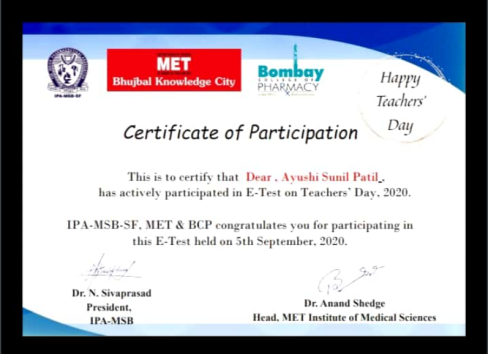 IPA-MSB-SF
MET
Bhujbal Knowledge City
Bombay
COLLEGE OF
PHARMACY
Happy
Teachers'
Day
Certificate of Participation
This is to certify that Dear . Ayushi Sunil Patil .,
has actively participated in E-Test on Teachers' Day, 2020.
IPA-MSB-SF, MET & BCP congratulates you for participating in
this E-Test held on 5th September, 2020.
Dr. N. Sivaprasad
President,
IPA-MSB
Dr. Anand Shedge
Head, MET Institute of Medical Sciences